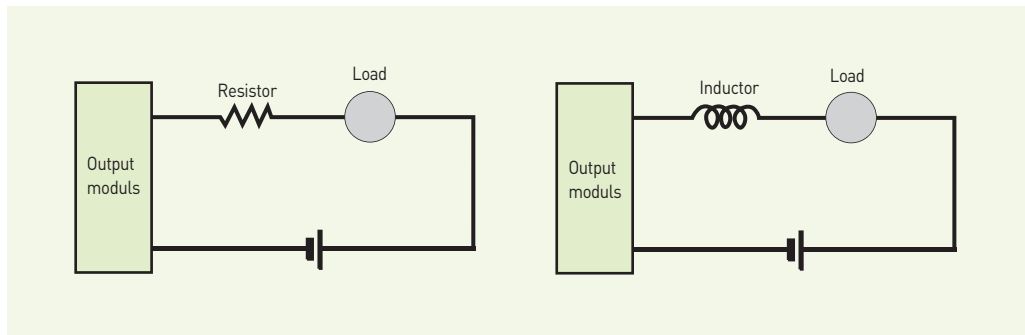 Resistor
Load
Output
moduls
Inductor
Load
Output
moduls